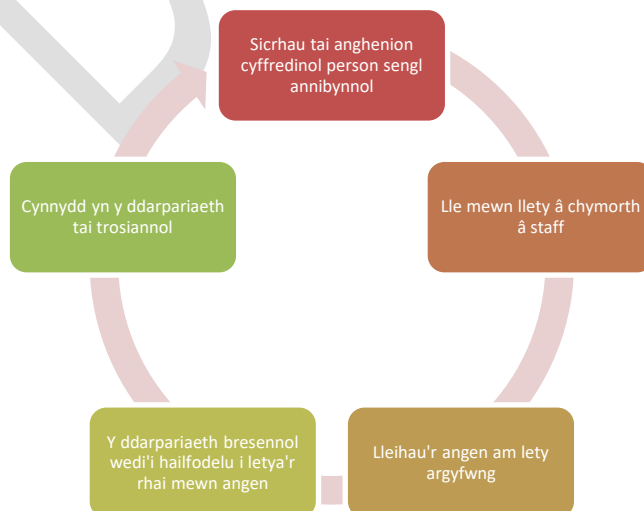 Sicrhau tai anghenion
cyffredinol person sengl
annibynnol
Lle mewn llety â chymorth
â staff
Lleihau'r angen am lety
argyfwng
Y ddarpariaeth bresennol
wedi'i hailfodelu i letya'r
rhai mewn angen
Cynnydd yn y ddarpariaeth
tai trosiannol